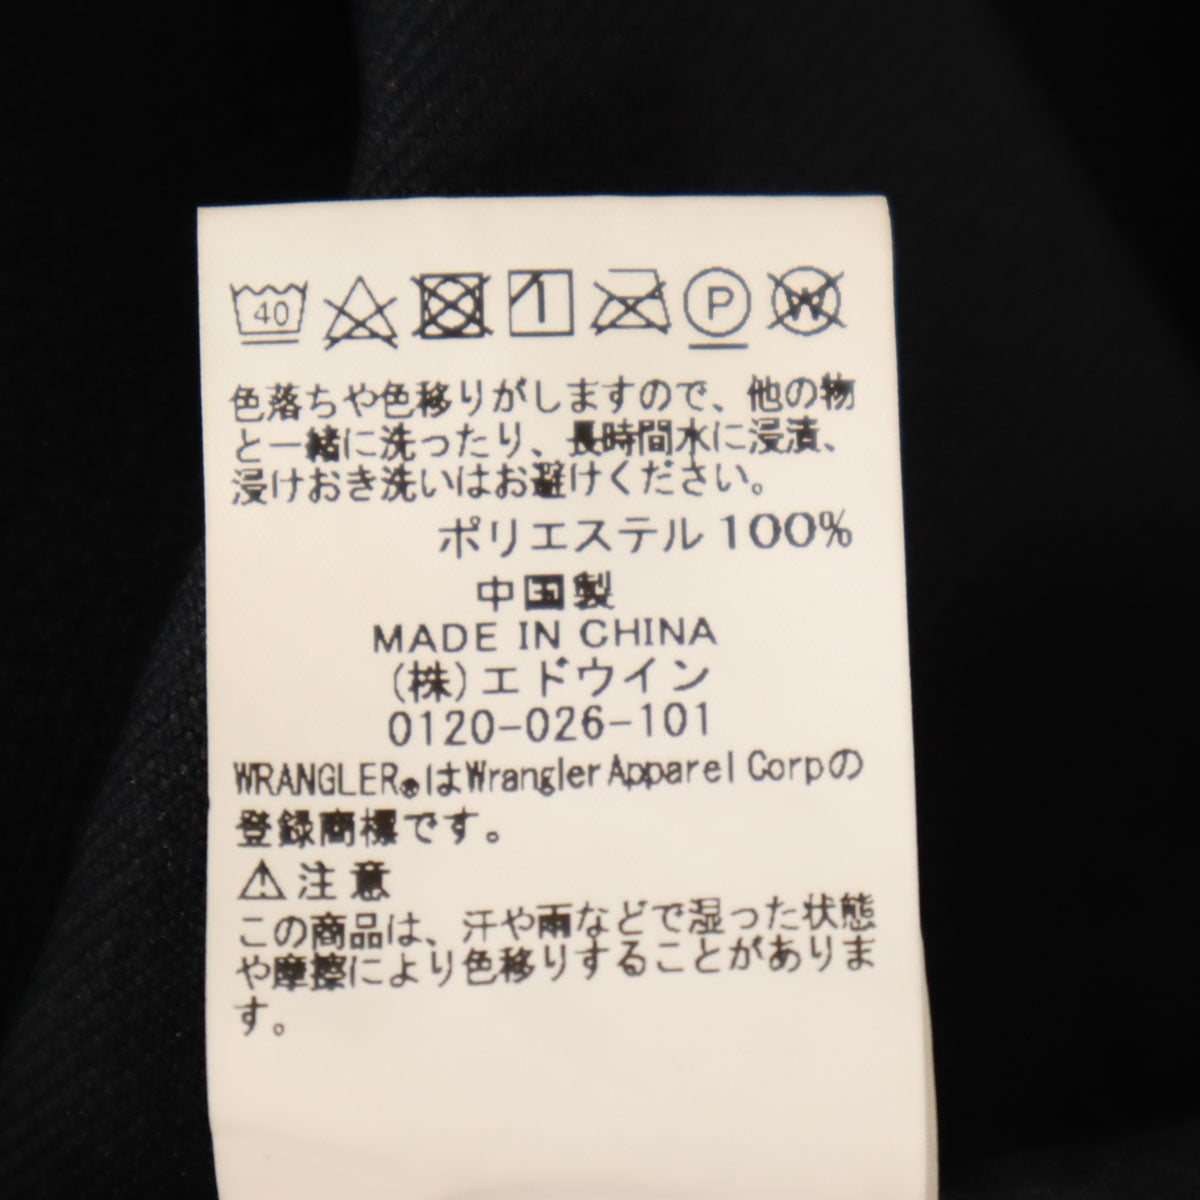 40 P W
色落ちや色移りがしますので、他の物
と一緒に洗ったり、長時間水に浸漬、
浸けおき洗いはお避けください。
ポリエステル100%
中国製
MADE IN CHINA
(株)エドウイン
0120-026-101
WRANGLER®はWrangler Apparel Corpの
登録商標です。
⚠注意
この商品は、汗や雨などで湿った状態
や摩擦により色移りすることがありま
す。